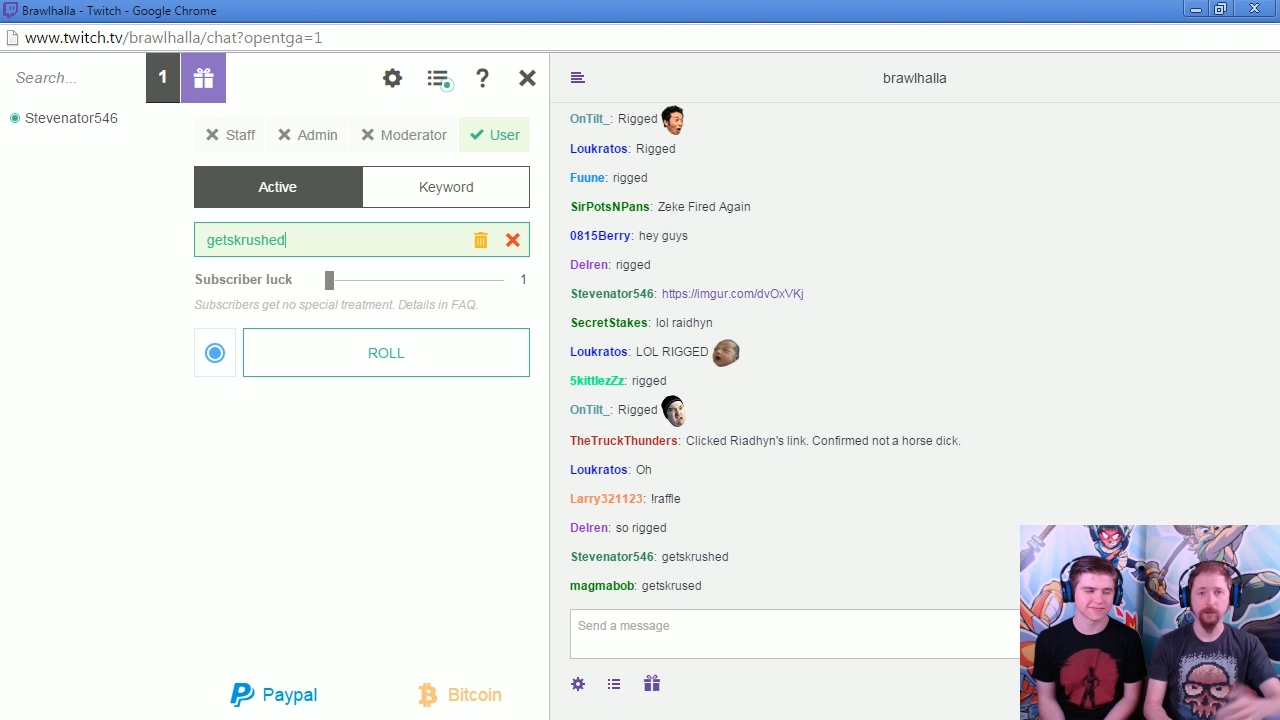 Brawlhalla - Twitch - Google Chrome
www.twitch.tv/brawlhalla/chat?opentga=1
Search...
1
?
brawlhalla
Stevenator546
Staff
Admin
Moderator
User
Active
Keyword
getskrushed
Subscriber luck
1
Subscribers get no special treatment. Details in FAQ.
ROLL
Paypal
Bitcoin
OnTilt_: Rigged
Loukratos: Rigged
Fuune: rigged
SirPotsNPans: Zeke Fired Again
0815Berry: hey guys
Delren: rigged
Stevenator546: https://imgur.com/dvOxVKj
SecretStakes: lol raidhyn
Loukratos: LOL RIGGED
5kittlezZz: rigged
OnTilt_: Rigged
TheTruckThunders: Clicked Riadhyn's link. Confirmed not a horse dick.
Loukratos: Oh
Larry321123: !raffle
Delren: so rigged
Stevenator546: getskrushed
magmabob: getskrused
Send a message